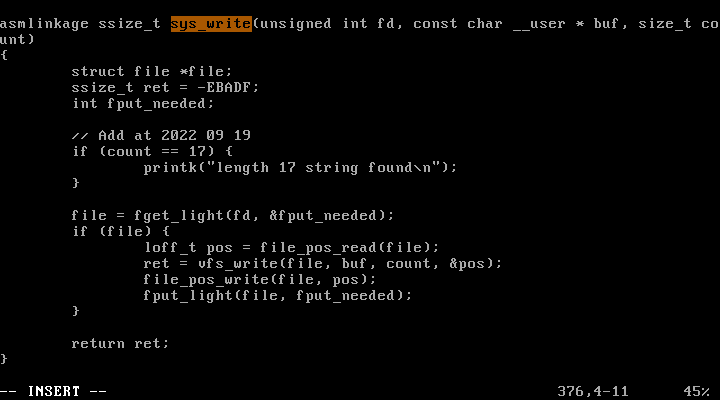 asmlinkage ssize_t sys_write(unsigned int fd, const char __user * buf, size_t co
unt)
{
        struct file *file;
        ssize_t ret = -EBADF;
        int fput_needed;

        // Add at 2022 09 19
        if (count == 17) {
                printk("length 17 string found\n");
        }

        file = fget_light(fd, &fput_needed);
        if (file) {
                loff_t pos = file_pos_read(file);
                ret = vfs_write(file, buf, count, &pos);
                file_pos_write(file, pos);
                fput_light(file, fput_needed);
        }

        return ret;
}
-- INSERT --                                                  376,4-11      45%